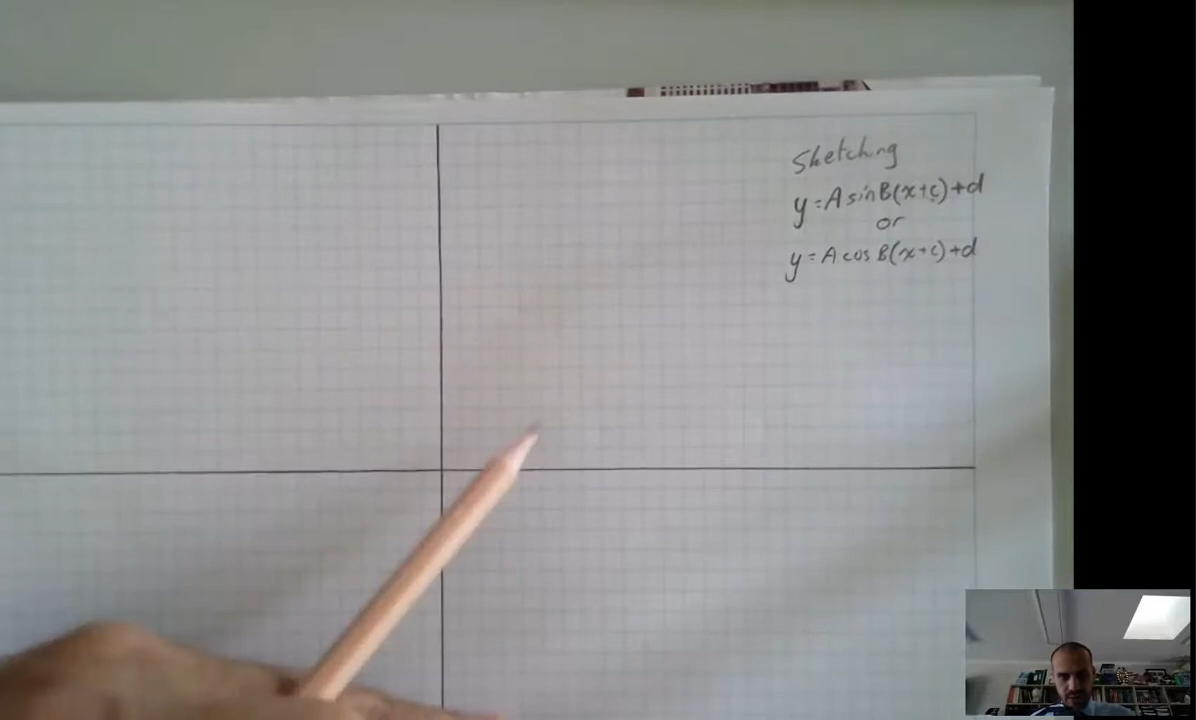 Sketching
y=A sin B(x+c)+d
or
y=A cos B(x+c)+d